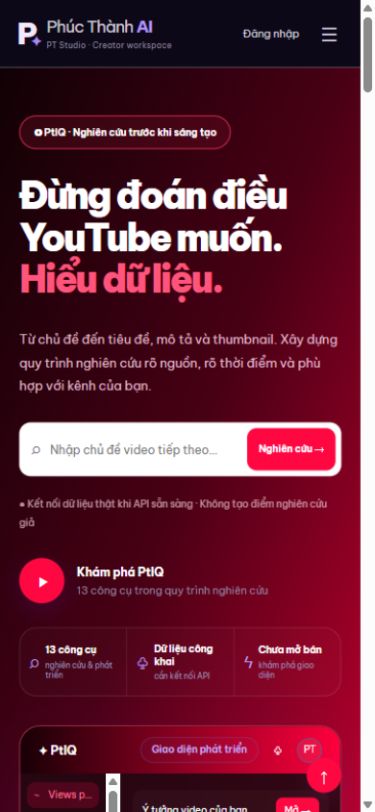 Phúc Thành AI
PT Studio · Creator workspace
Đăng nhập
PtIQ · Nghiên cứu trước khi sáng tạo
Đừng đoán điều
YouTube muốn.
Hiểu dữ liệu.
Từ chủ đề đến tiêu đề, mô tả và thumbnail. Xây dựng
quy trình nghiên cứu rõ nguồn, rõ thời điểm và phù
hợp với kênh của bạn.
Nhập chủ đề video tiếp theo...
Nghiên cứu →
● Kết nối dữ liệu thật khi API sẵn sàng · Không tạo điểm nghiên cứu
giả
Khám phá PtIQ
13 công cụ trong quy trình nghiên cứu
13 công cụ
nghiên cứu & phát
triển
Dữ liệu công
khai
cần kết nối API
Chưa mở bán
khám phá giao
diện
✦ PtIQ
Giao diện phát triển
PT
↑
~ Views p...
Ý tưởng video của bạn
Mở →